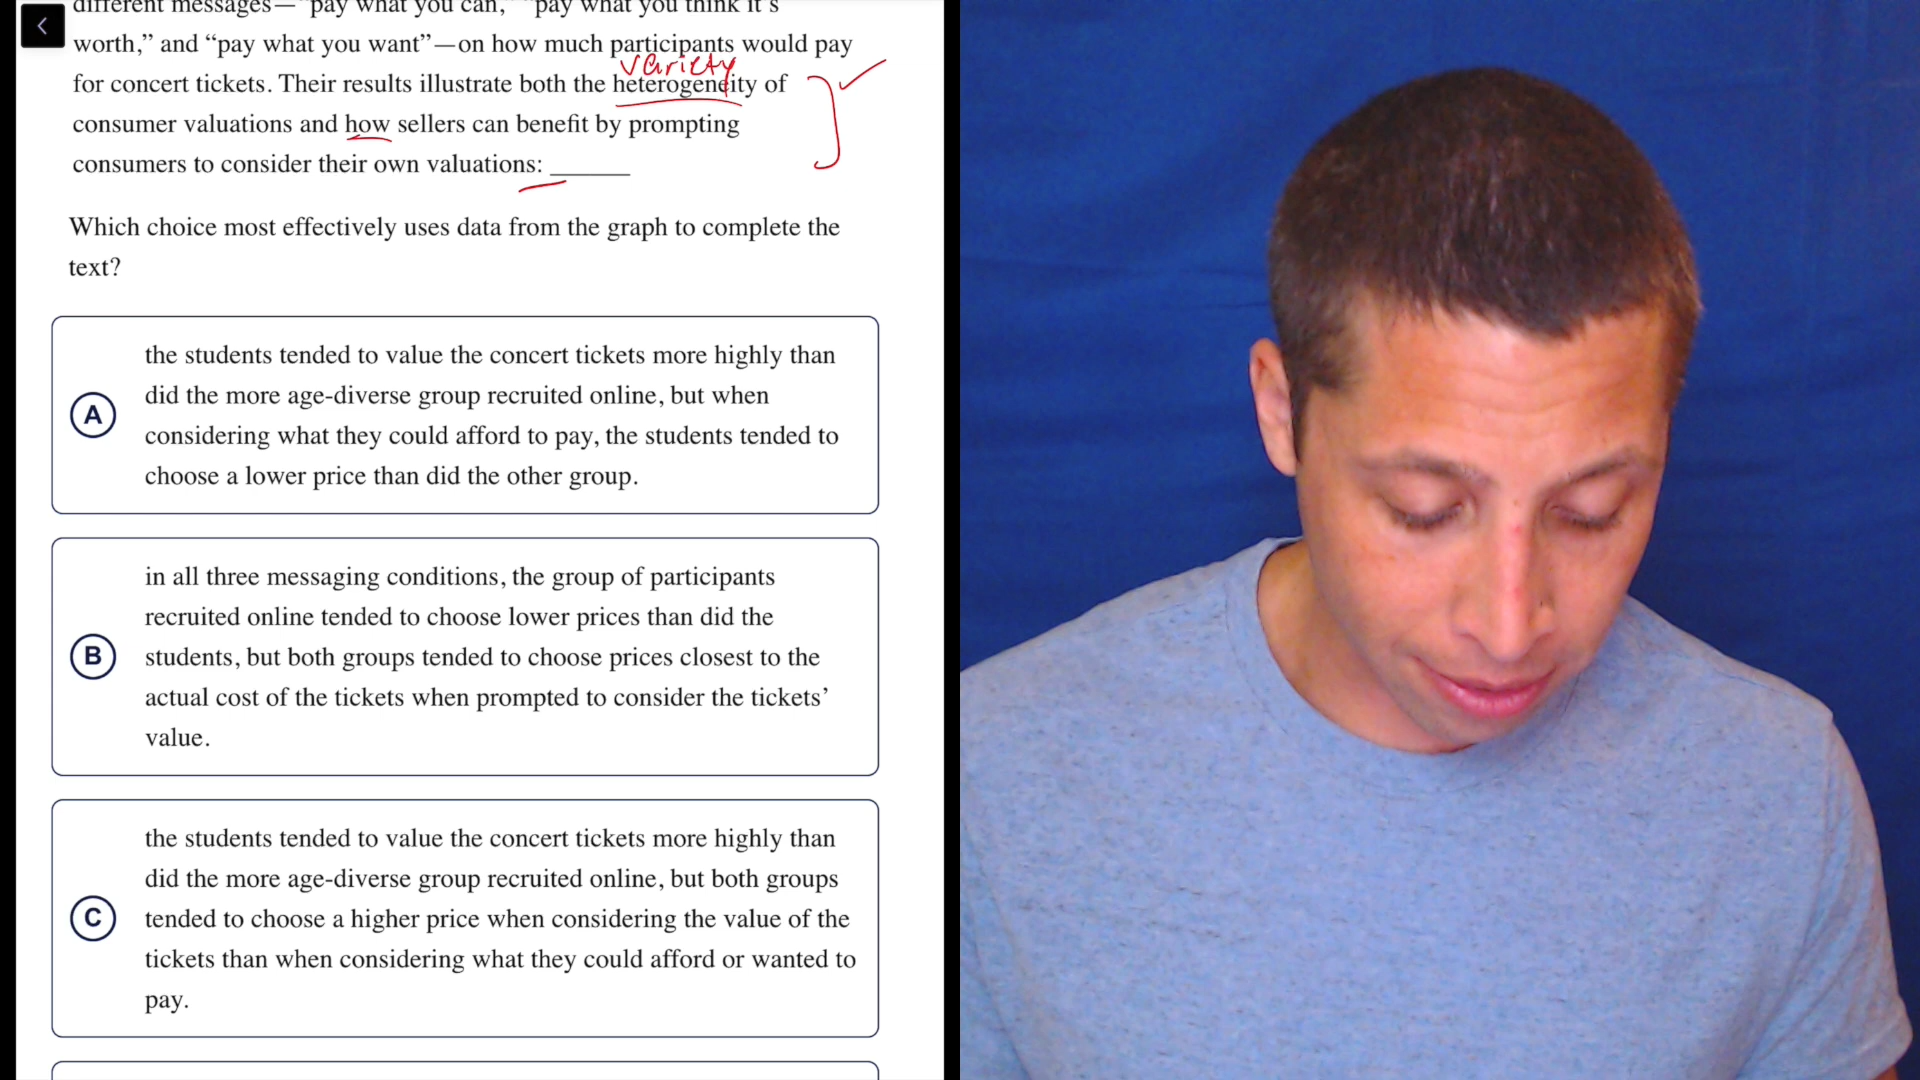 different messages—“pay what you can,” “pay what you think it’s
worth,” and “pay what you want”—on how much participants would pay
variety
for concert tickets. Their results illustrate both the heterogeneity of
consumer valuations and how sellers can benefit by prompting
consumers to consider their own valuations: ______
Which choice most effectively uses data from the graph to complete the
text?
A
the students tended to value the concert tickets more highly than
did the more age-diverse group recruited online, but when
considering what they could afford to pay, the students tended to
choose a lower price than did the other group.
B
in all three messaging conditions, the group of participants
recruited online tended to choose lower prices than did the
students, but both groups tended to choose prices closest to the
actual cost of the tickets when prompted to consider the tickets’
value.
C
the students tended to value the concert tickets more highly than
did the more age-diverse group recruited online, but both groups
tended to choose a higher price when considering the value of the
tickets than when considering what they could afford or wanted to
pay.